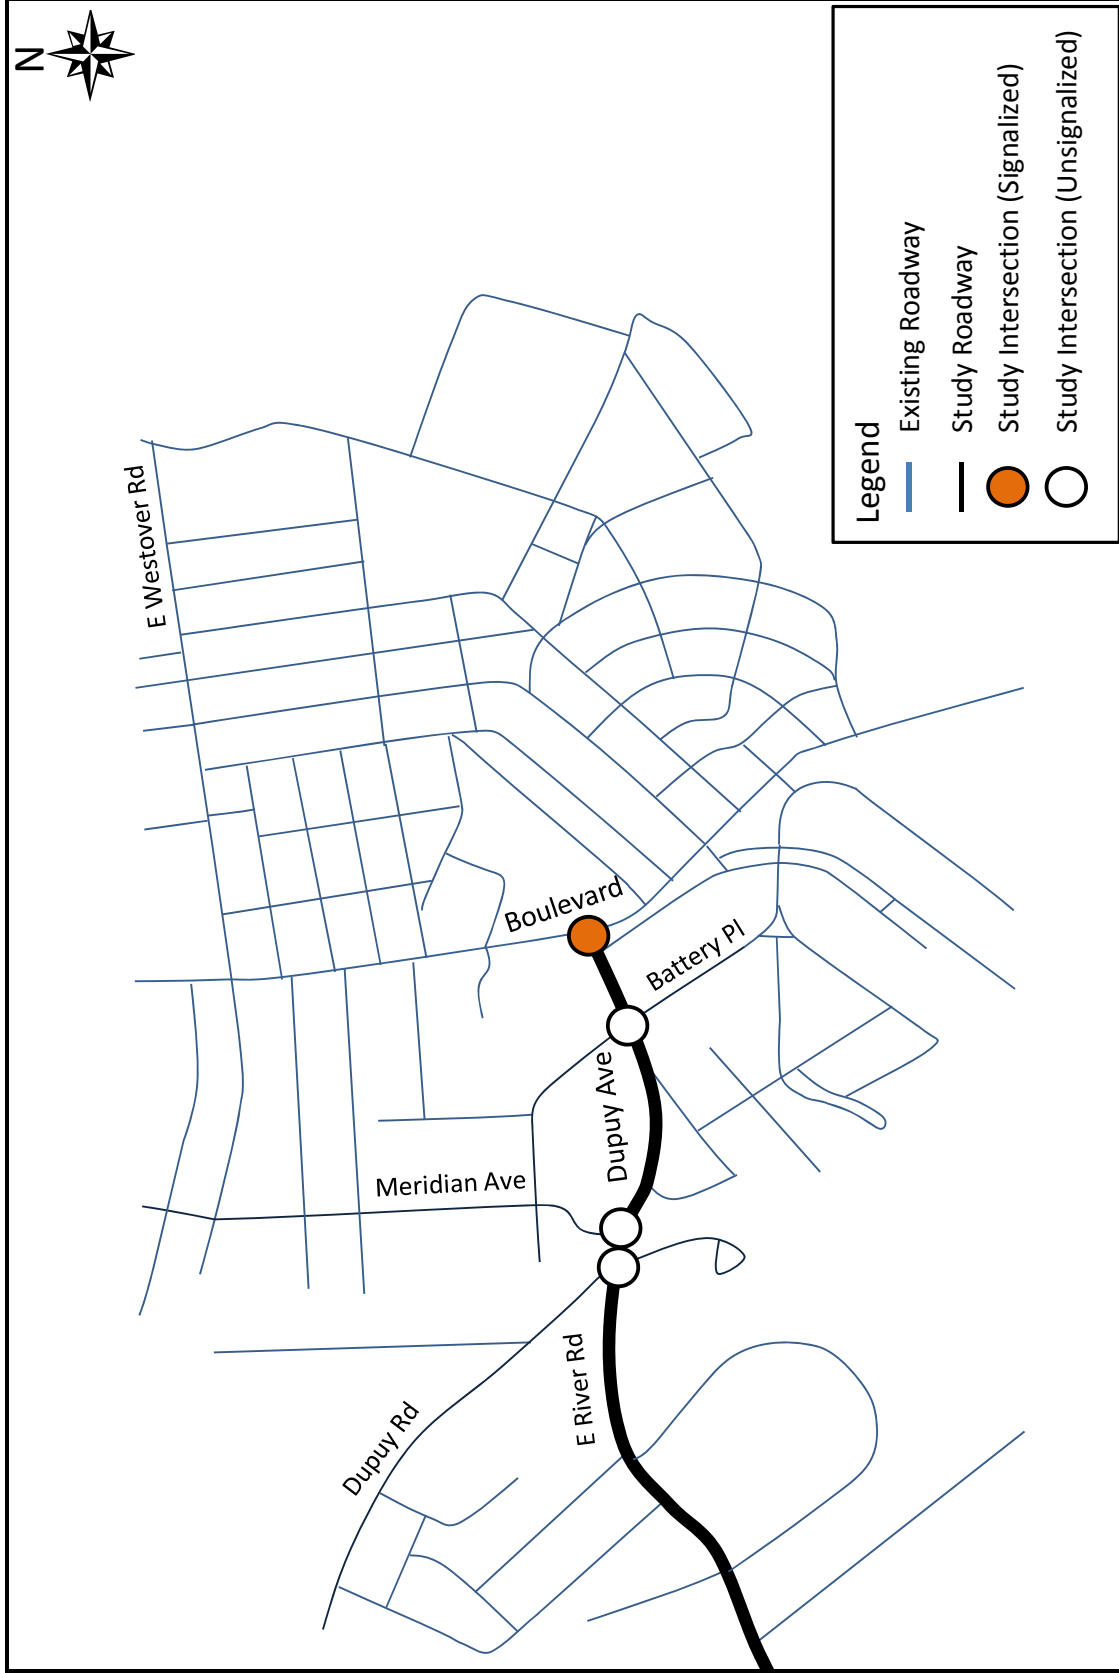 N
E Westover Rd
Boulevard
Battery Pl
Dupuy Ave
Meridian Ave
E River Rd
Dupuy Rd
Legend
Existing Roadway
Study Roadway
Study Intersection (Signalized)
Study Intersection (Unsignalized)